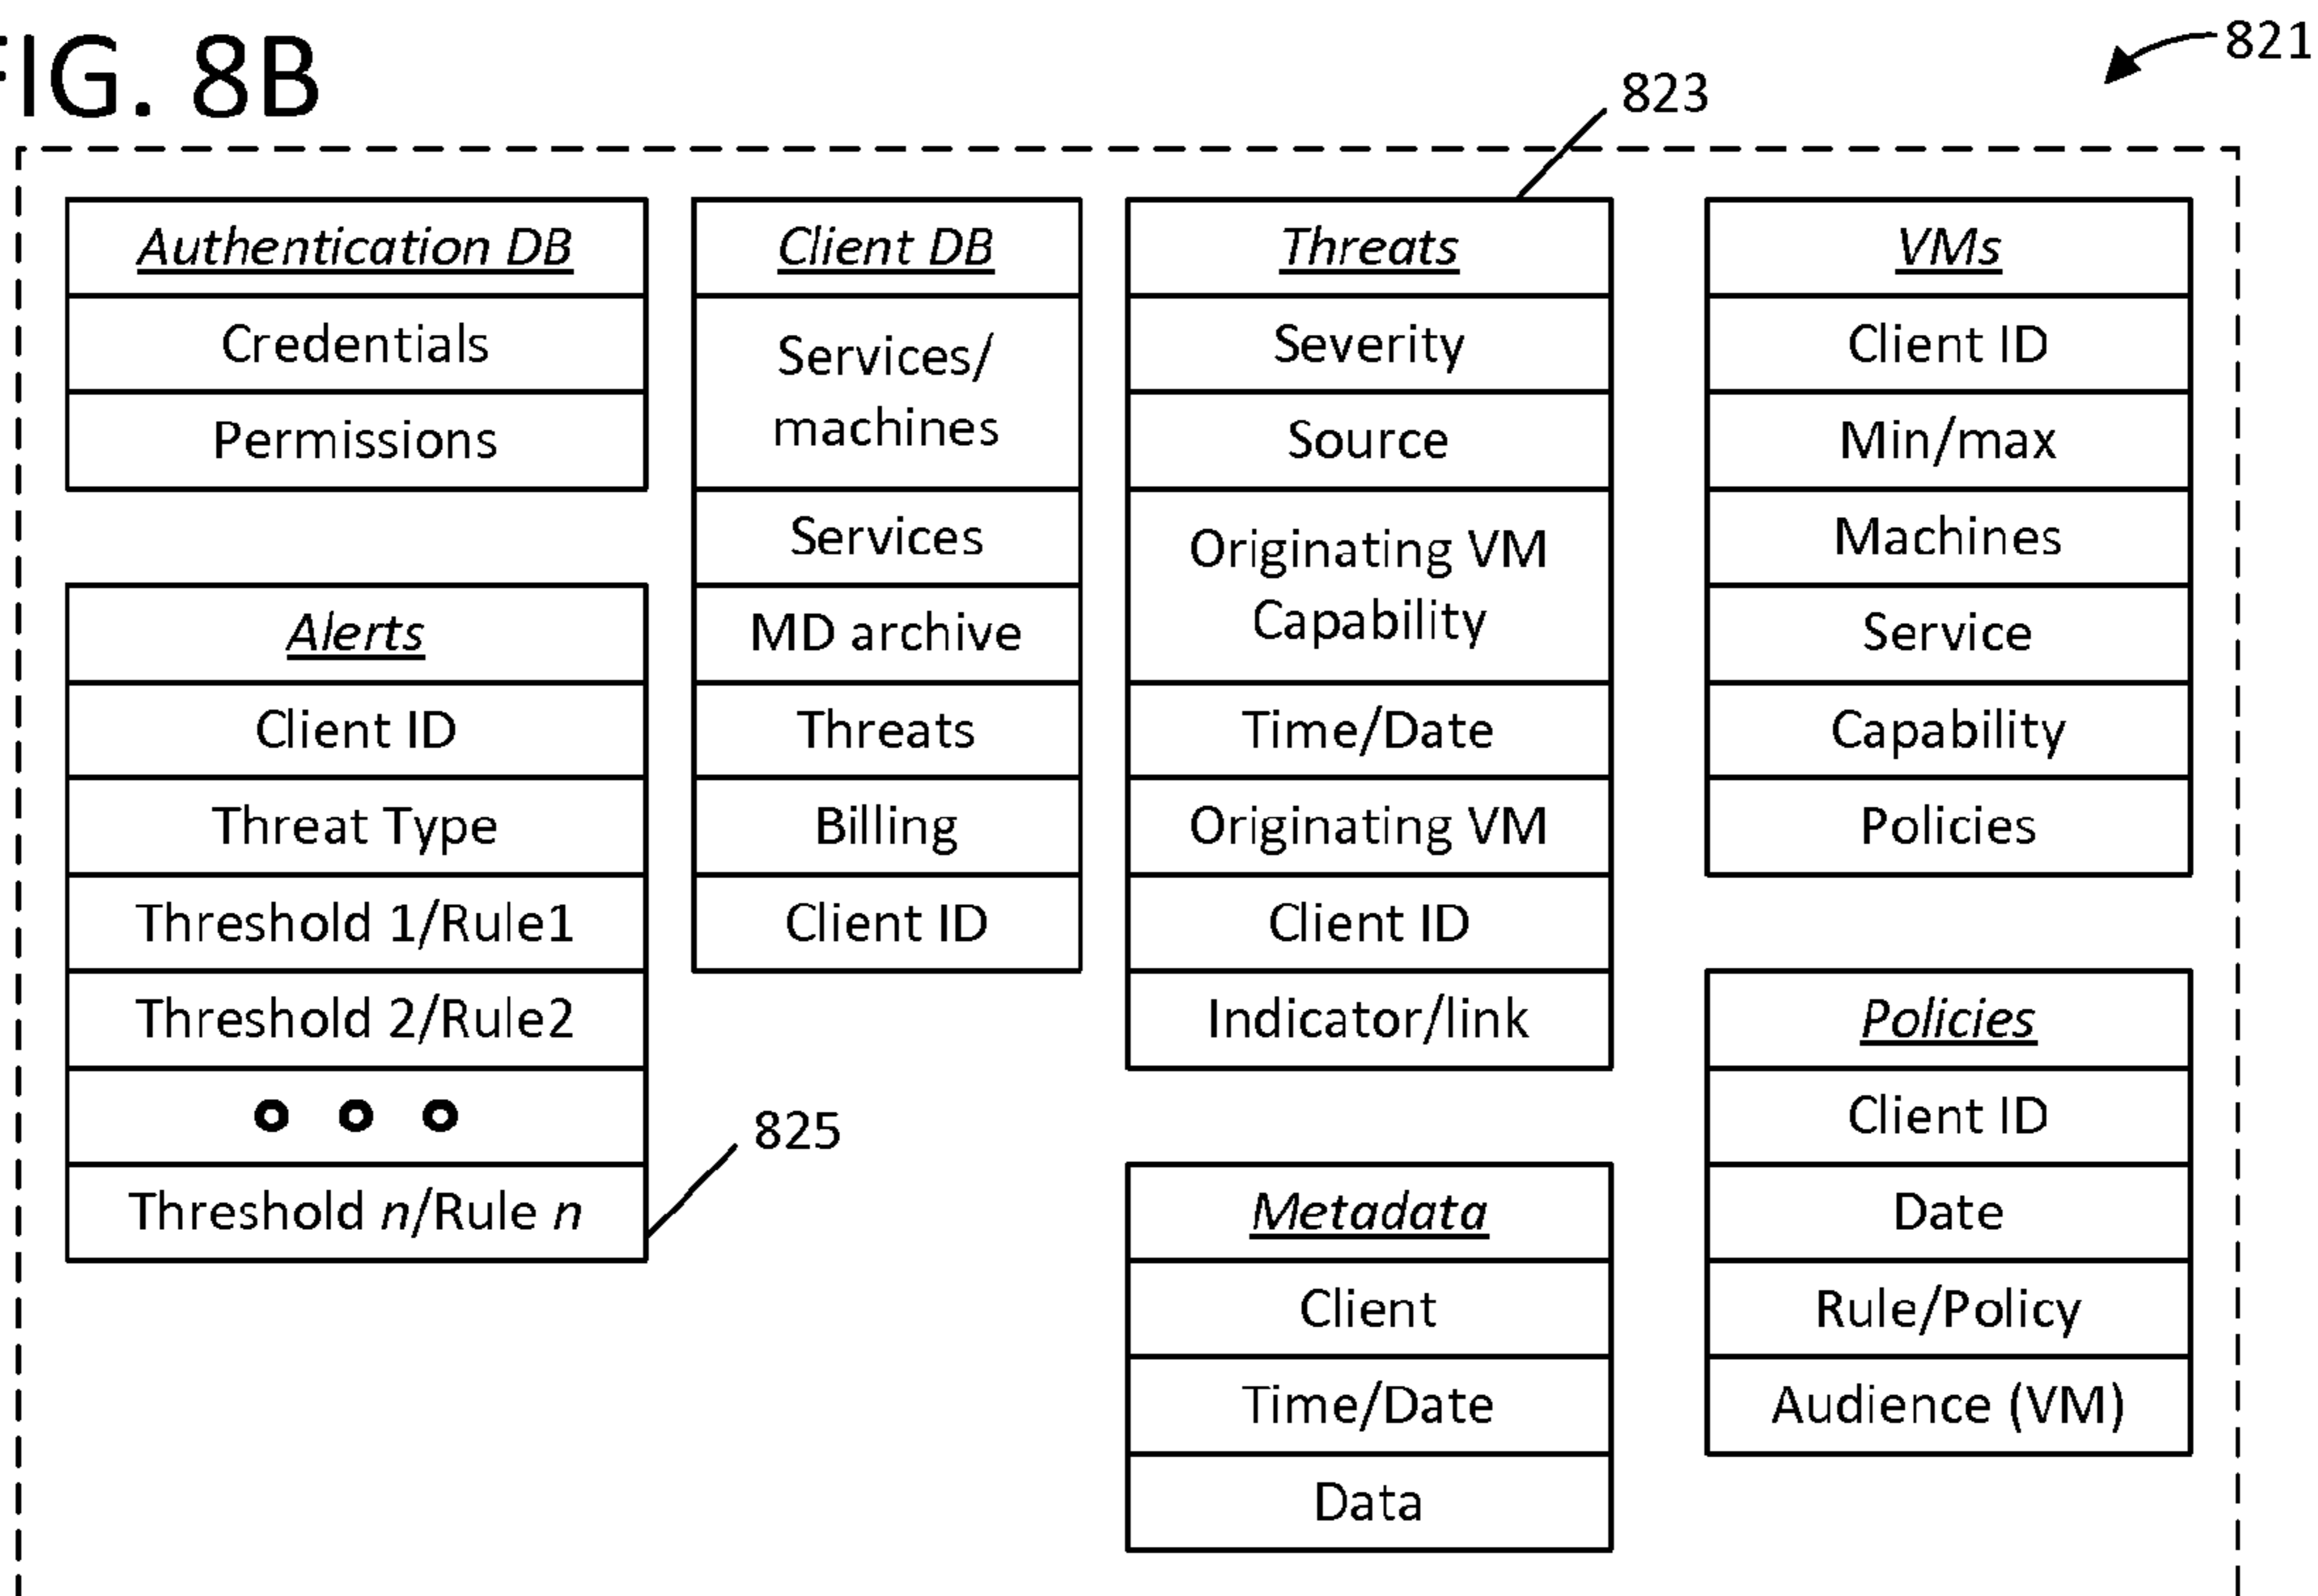 FIG. 8B
821
823
Authentication DB
Credentials
Permissions
Alerts
Client ID
Threat Type
Threshold 1/Rule1
Threshold 2/Rule2
Threshold n/Rule n
825
Client DB
Services/
machines
Services
MD archive
Threats
Billing
Client ID
Threats
Severity
Source
Originating VM
Capability
Time/Date
Originating VM
Client ID
Indicator/link
Metadata
Client
Time/Date
Data
VMs
Client ID
Min/max
Machines
Service
Capability
Policies
Policies
Client ID
Date
Rule/Policy
Audience (VM)